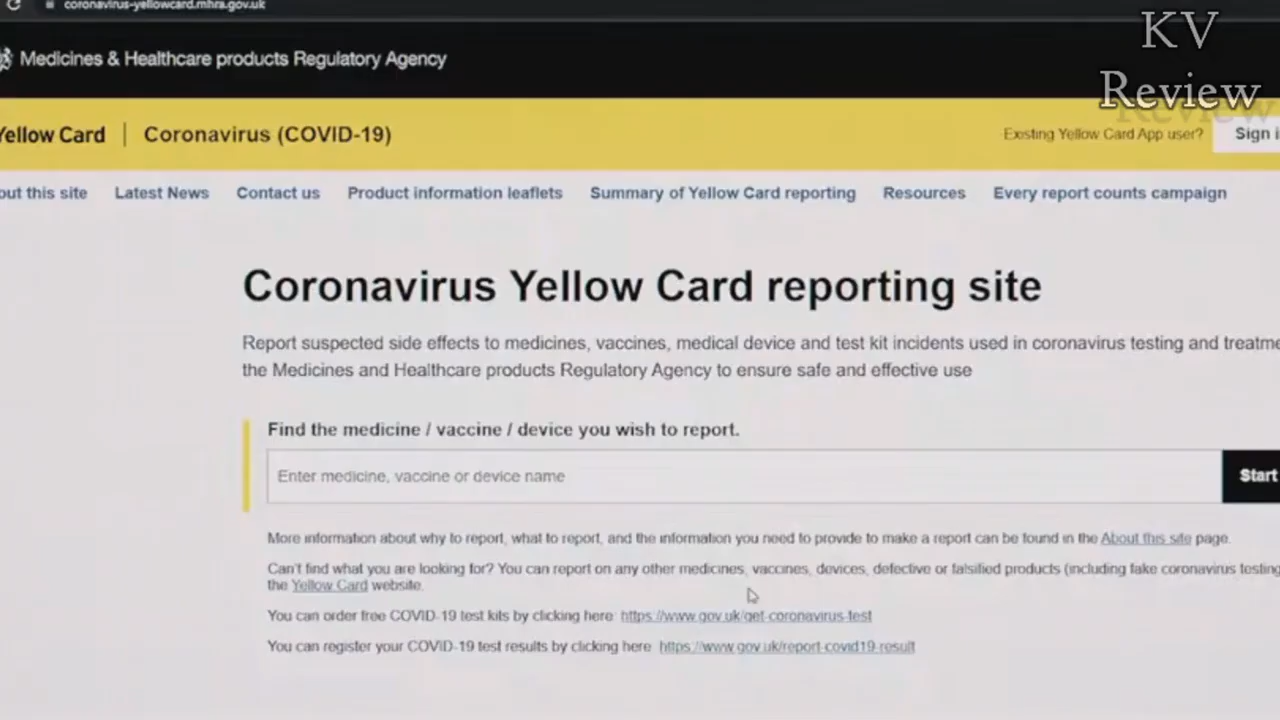 coronavirus-yellowcard.mhra.gov.uk
KV
Review
Medicines & Healthcare products Regulatory Agency
Yellow Card | Coronavirus (COVID-19)
Existing Yellow Card App user?
Sign i
out this site Latest News Contact us Product information leaflets Summary of Yellow Card reporting Resources Every report counts campaign
Coronavirus Yellow Card reporting site
Report suspected side effects to medicines, vaccines, medical device and test kit incidents used in coronavirus testing and treatme
the Medicines and Healthcare products Regulatory Agency to ensure safe and effective use
Find the medicine / vaccine / device you wish to report.
Enter medicine, vaccine or device name
Start
More information about why to report, what to report, and the information you need to provide to make a report can be found in the About this site page.
Can't find what you are looking for? You can report on any other medicines, vaccines, devices, defective or falsified products (including fake coronavirus testing
the Yellow Card website.
You can order free COVID-19 test kits by clicking here: https://www.gov.uk/get-coronavirus-test
You can register your COVID-19 test results by clicking here: https://www.gov.uk/report-covid19-result